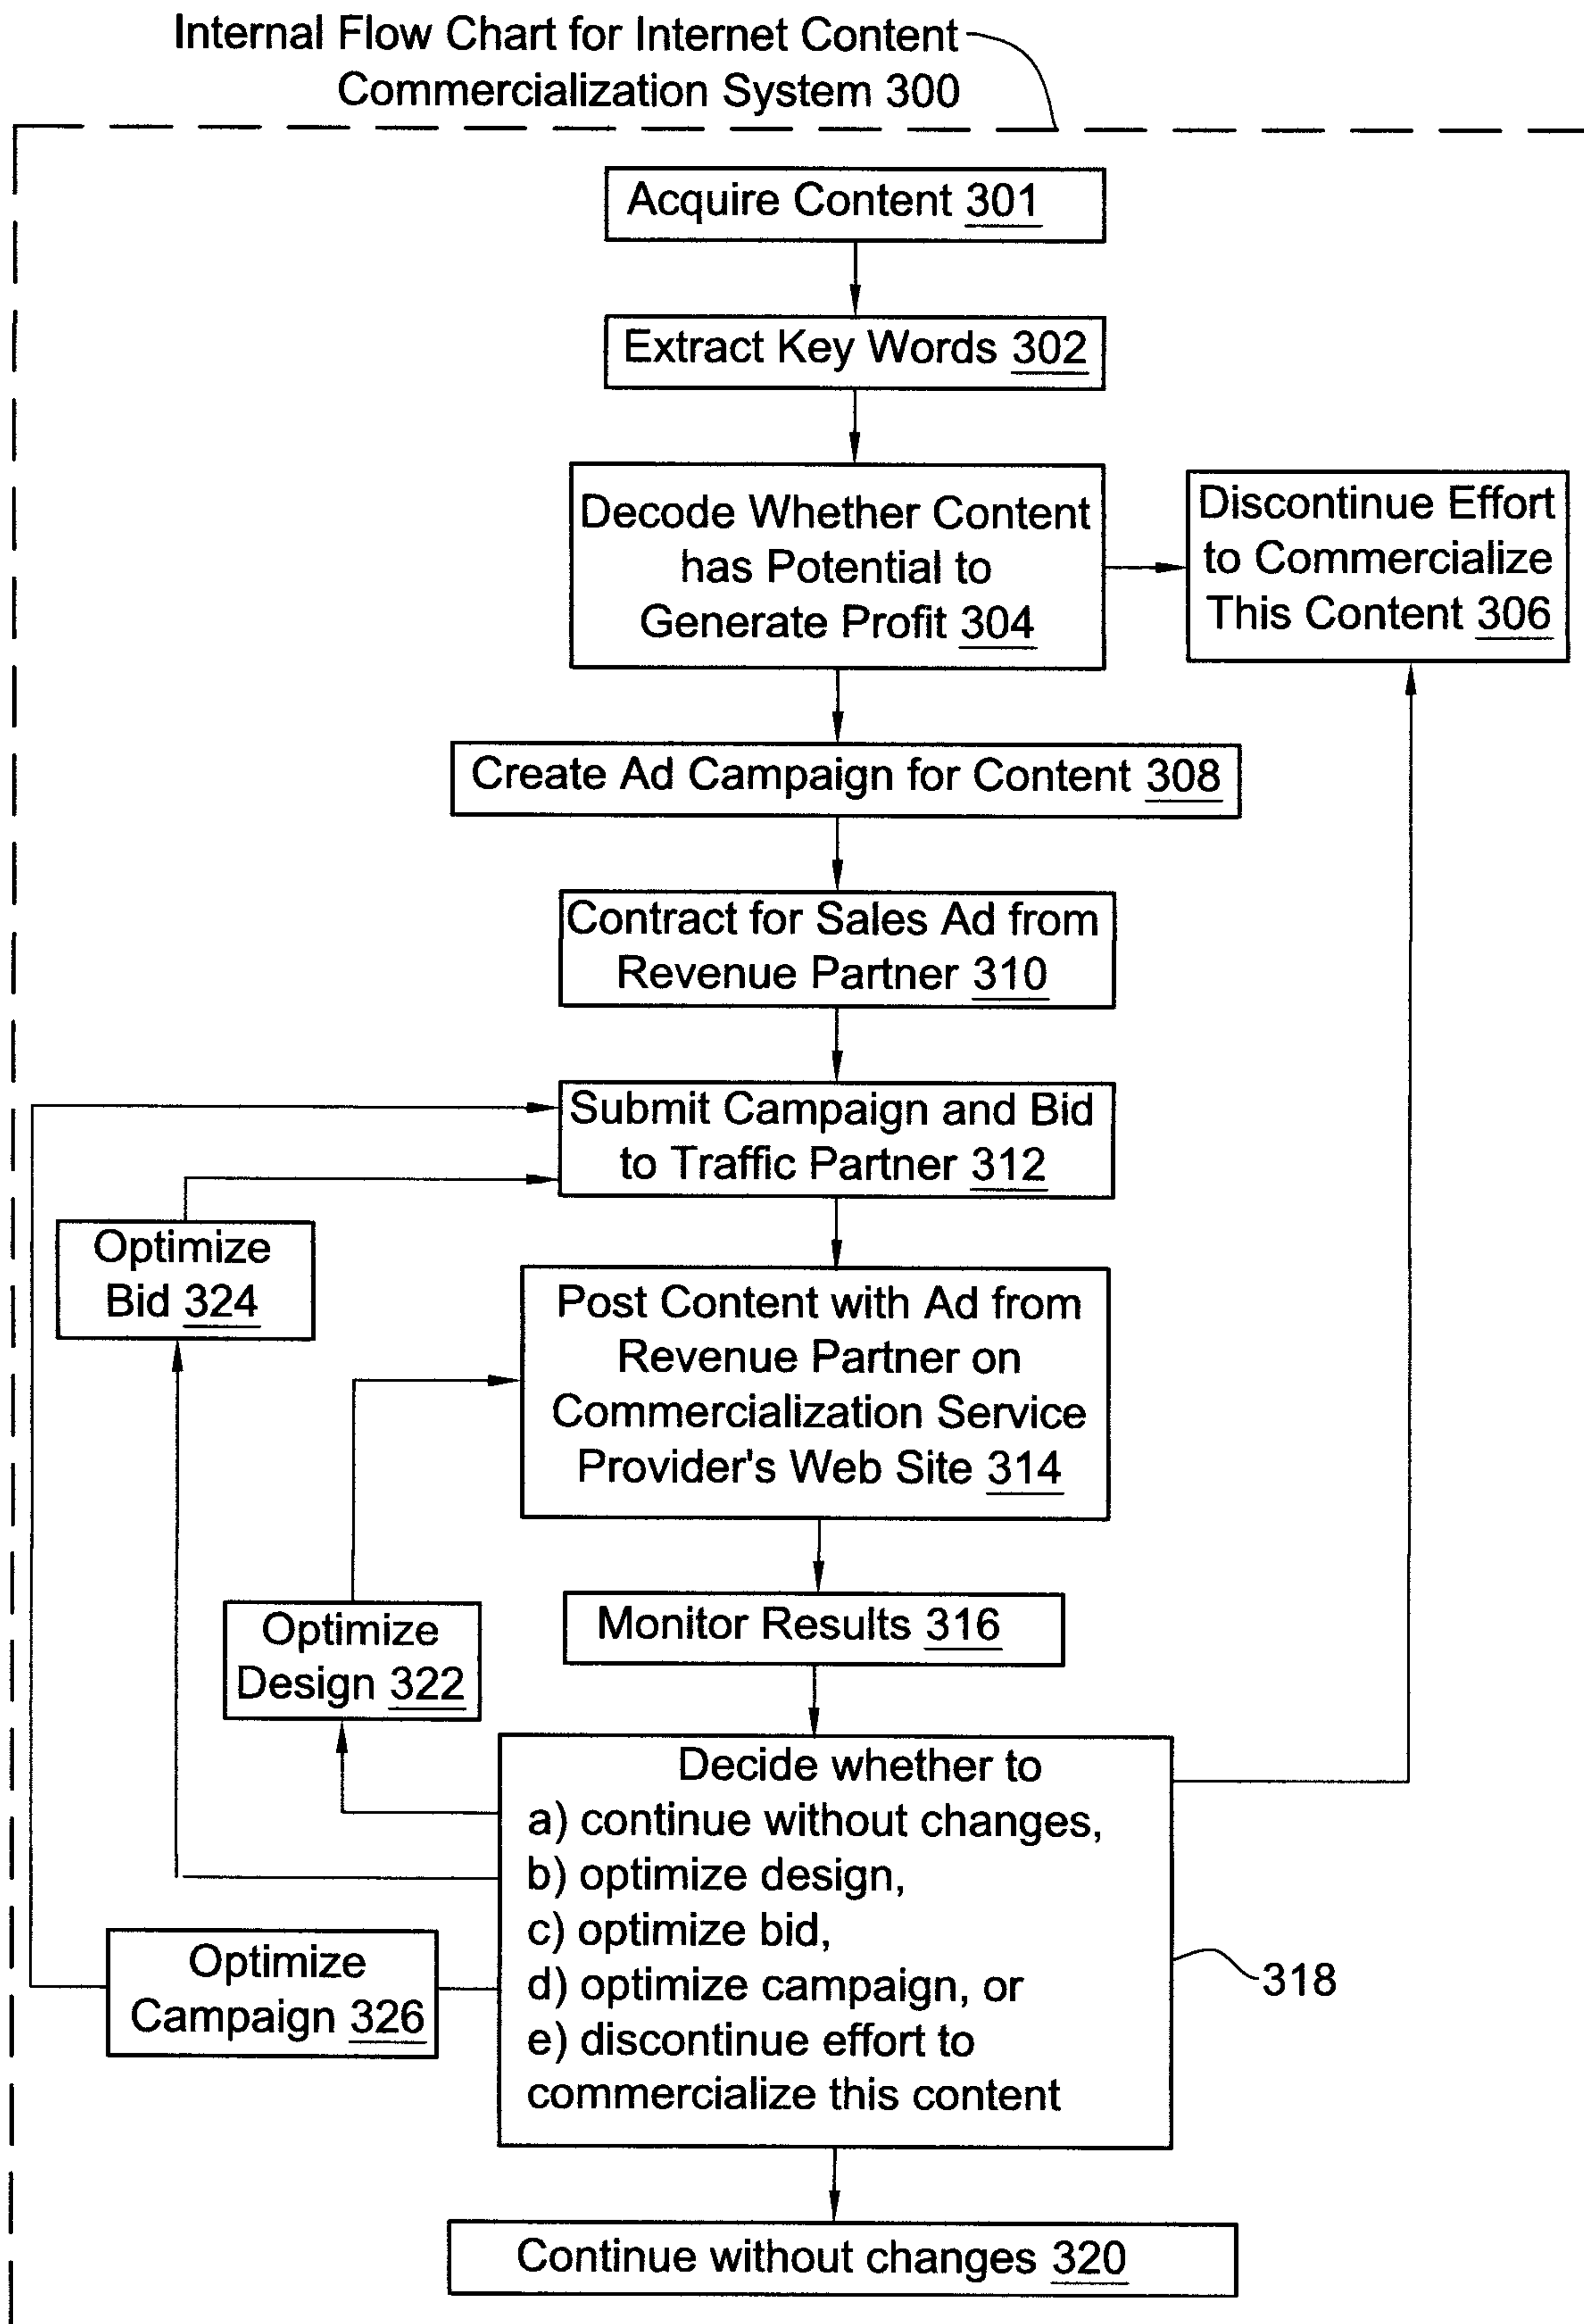 Internal Flow Chart for Internet Content
Commercialization System 300
Acquire Content 301
Extract Key Words 302
Decode Whether Content
has Potential to
Generate Profit 304
Discontinue Effort
to Commercialize
This Content 306
Create Ad Campaign for Content 308
Contract for Sales Ad from
Revenue Partner 310
Submit Campaign and Bid
to Traffic Partner 312
Optimize
Bid 324
Post Content with Ad from
Revenue Partner on
Commercialization Service
Provider's Web Site 314
Optimize
Design 322
Monitor Results 316
Decide whether to
a) continue without changes,
b) optimize design,
c) optimize bid,
d) optimize campaign, or
e) discontinue effort to
commercialize this content
318
Optimize
Campaign 326
Continue without changes 320